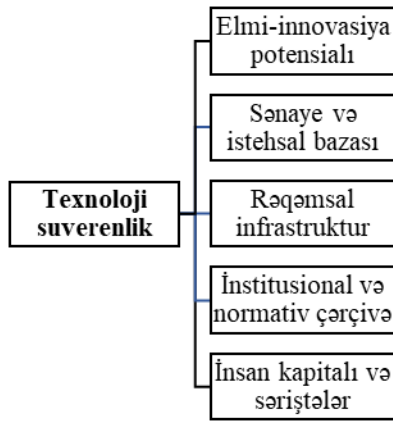 Elmi-innovasiya
potensialı
Sənaye və
istehsal bazası
Texnoloji
suverenlik
Rəqəmsal
infrastruktur
İnstitusional və
normativ çərçivə
İnsan kapitalı və
səriştələr